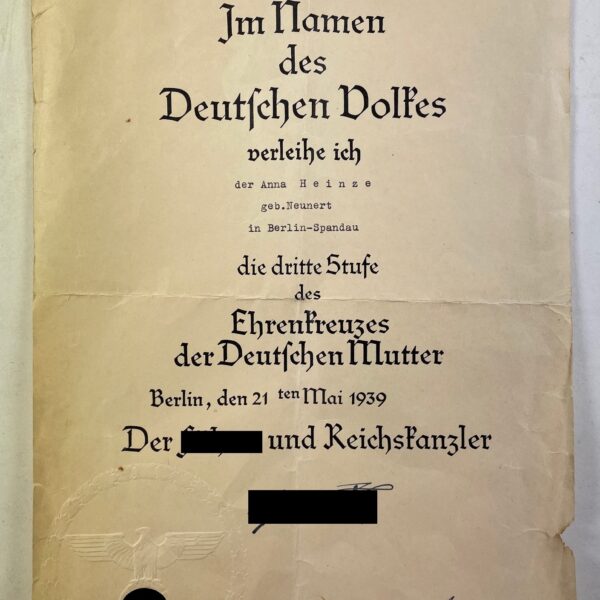 Im Namen
des
Deutschen Volkes
verleihe ich
der Anna Heinze
geb.Neunert
in Berlin-Spandau
die dritte Stufe
des
Ehrenkreuzes
der Deutschen Mutter
Berlin, den 21 ten Mai 1939
Der und Reichskanzler